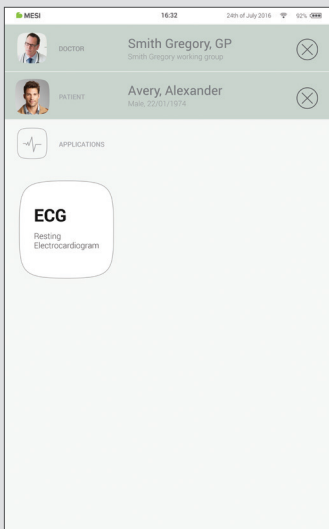 MESI 16:32 24th of July 2016 92%
DOCTOR
Smith Gregory, GP
Smith Gregory working group
PATIENT
Avery, Alexander
Male, 22/01/1974
APPLICATIONS
ECG
Resting
Electrocardiogram